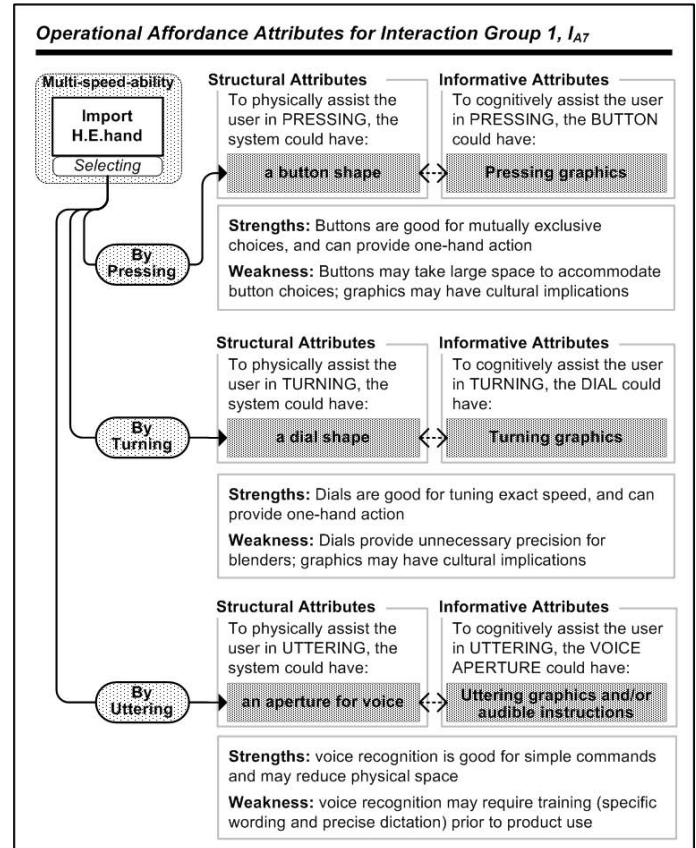 Operational Affordance Attributes for Interaction Group 1, I_A7
Multi-speed-ability
Import
H.E.hand
Selecting
Structural Attributes
To physically assist the
user in PRESSING, the
system could have:
a button shape
Informative Attributes
To cognitively assist the user
in PRESSING, the BUTTON
could have:
Pressing graphics
By
Pressing
Strengths: Buttons are good for mutually exclusive
choices, and can provide one-hand action
Weakness: Buttons may take large space to accommodate
button choices; graphics may have cultural implications
Structural Attributes
To physically assist the
user in TURNING, the
system could have:
a dial shape
Informative Attributes
To cognitively assist the user
in TURNING, the DIAL could
have:
Turning graphics
By
Turning
Strengths: Dials are good for tuning exact speed, and can
provide one-hand action
Weakness: Dials provide unnecessary precision for
blenders; graphics may have cultural implications
Structural Attributes
To physically assist the
user in UTTERING, the
system could have:
an aperture for voice
Informative Attributes
To cognitively assist the user
in UTTERING, the VOICE
APERTURE could have:
Uttering graphics and/or
audible instructions
By
Uttering
Strengths: voice recognition is good for simple commands
and may reduce physical space
Weakness: voice recognition may require training (specific
wording and precise dictation) prior to product use